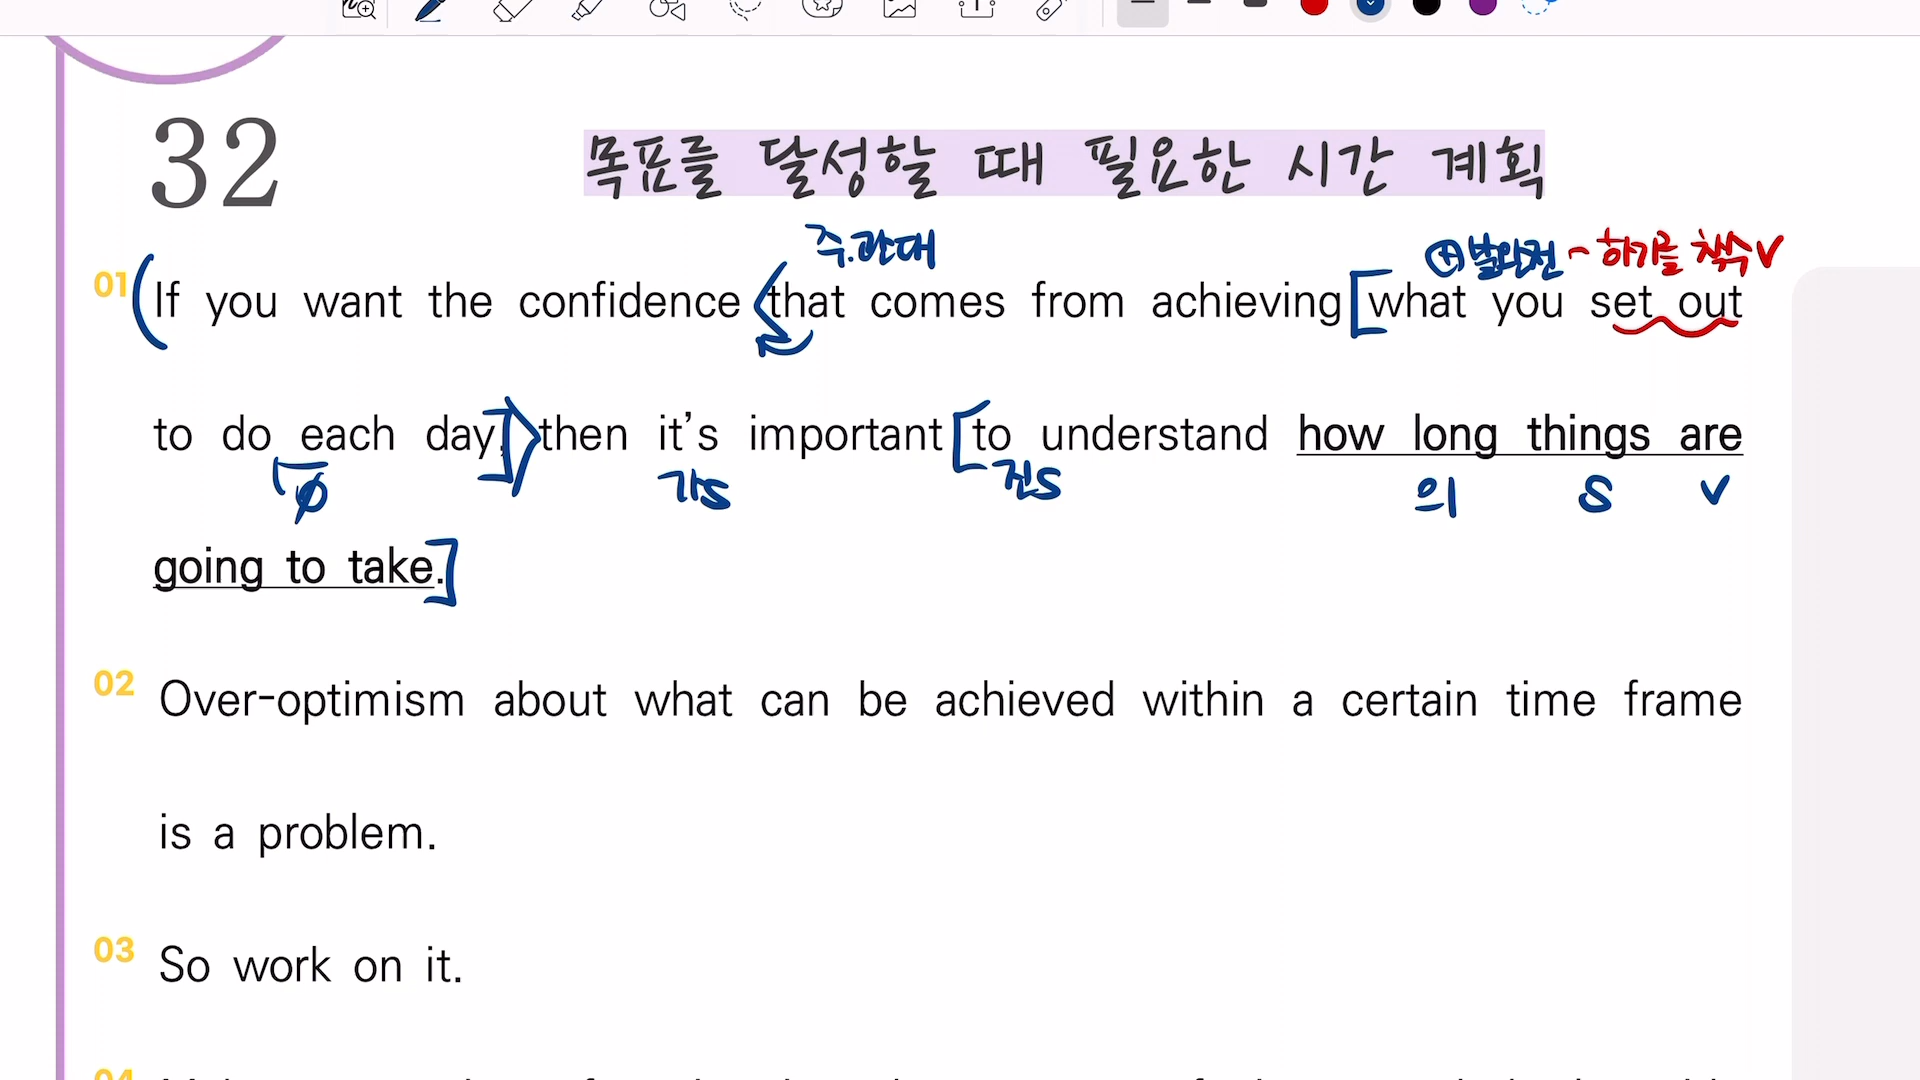 32
목표를 달성할 때 필요한 시간 계획
주.관대
~하기를 착수V
01 If you want the confidence that comes from achieving what you set out
to do each day, then it's important to understand how long things are
∅ 가S 진S 의 S V
going to take.
02 Over-optimism about what can be achieved within a certain time frame
is a problem.
03 So work on it.
04